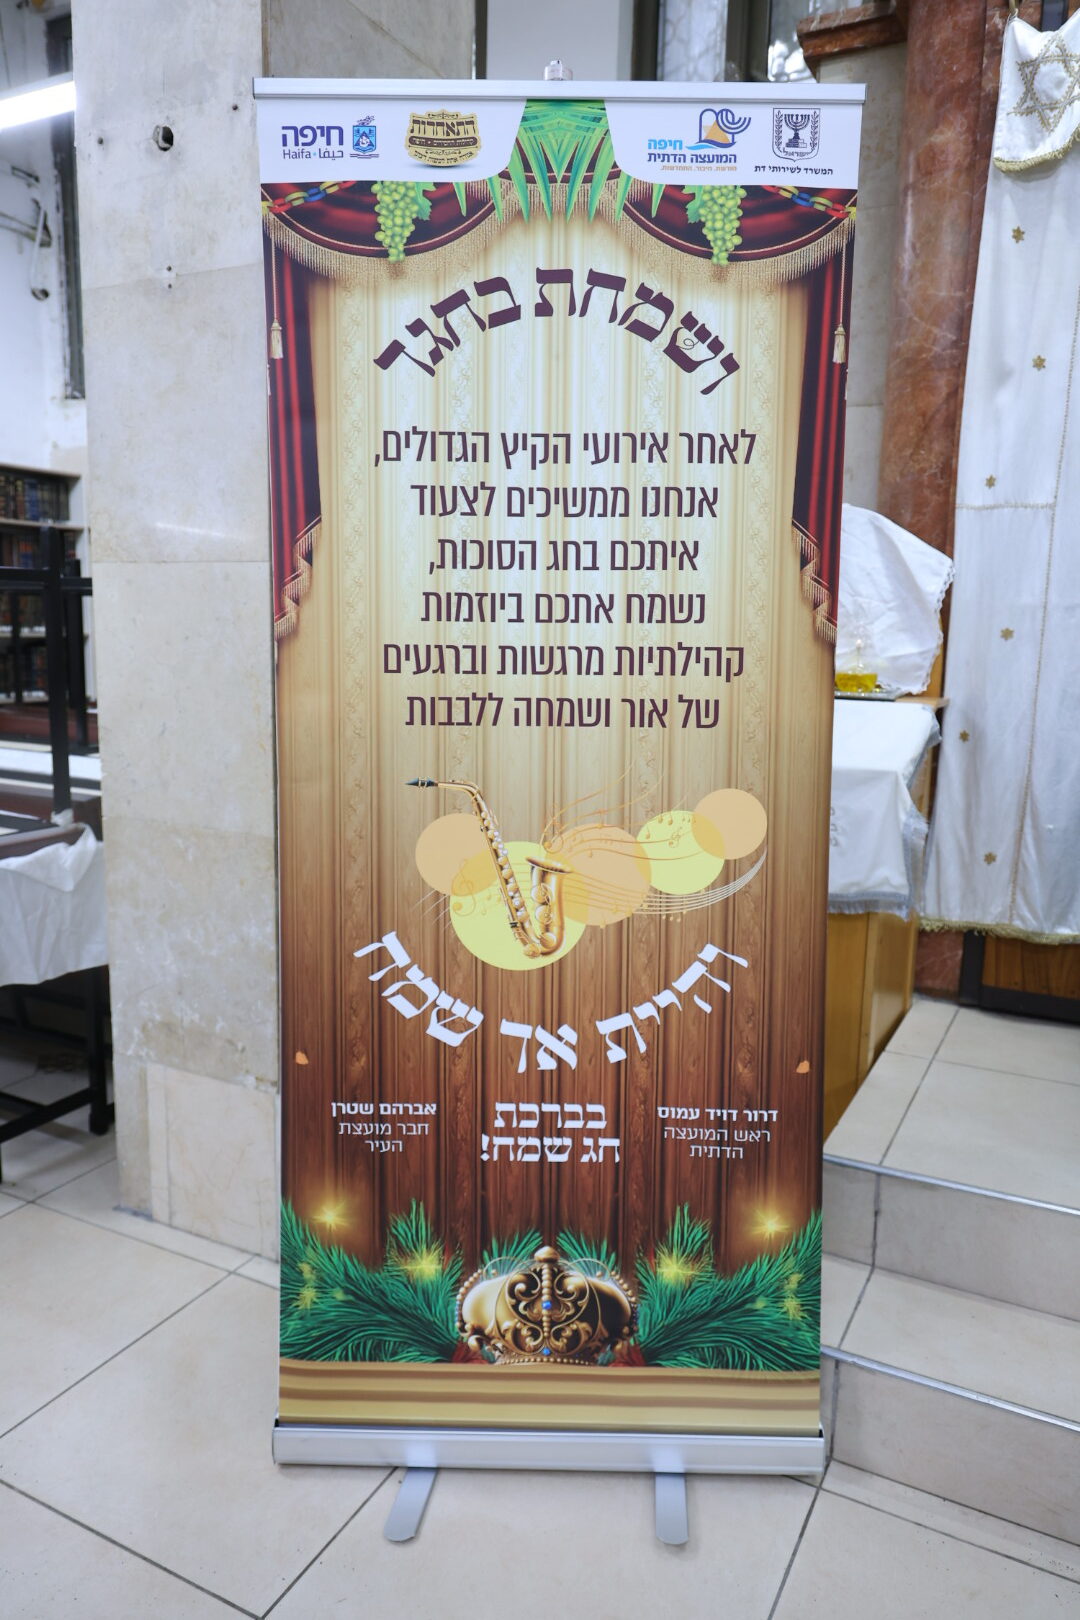 חיפה
Haifa حيفا
התאחדות
חיפה
המועצה הדתית
המשרד לשירותי דת
ושמחת בחגך
לאחר אירועי הקיץ הגדולים,
אנחנו ממשיכים לצעוד
איתכם בחג הסוכות,
נשמח אתכם ביוזמות
קהילתיות מרגשות וברגעים
של אור ושמחה ללבבות
והיית אך שמח
דרור דויד עמוס
ראש המועצה
הדתית
בברכת
חג שמח!
אברהם שטרן
חבר מועצת
העיר